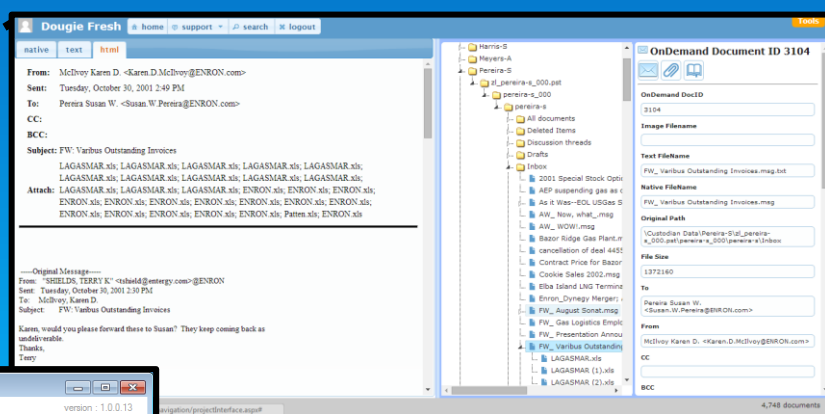 Dougie Fresh home support search logout
Tools
native text html
From: McIlvoy Karen D. <Karen.D.McIlvoy@ENRON.com>
Sent: Tuesday, October 30, 2001 2:49 PM
To: Pereira Susan W. <Susan.W.Pereira@ENRON.com>
CC:
BCC:
Subject: FW: Varibus Outstanding Invoices
LAGASMAR.xls; LAGASMAR.xls; LAGASMAR.xls; LAGASMAR.xls; LAGASMAR.xls;
LAGASMAR.xls; LAGASMAR.xls; LAGASMAR.xls; LAGASMAR.xls; LAGASMAR.xls;
Attach: LAGASMAR.xls; LAGASMAR.xls; LAGASMAR.xls; ENRON.xls; ENRON.xls; ENRON.xls;
ENRON.xls; ENRON.xls; ENRON.xls; ENRON.xls; ENRON.xls; ENRON.xls; ENRON.xls;
ENRON.xls; ENRON.xls; ENRON.xls; ENRON.xls; ENRON.xls; Patten.xls; ENRON.xls
-----Original Message-----
From: "SHIELDS, TERRY K" <tshield@entergy.com>@ENRON
Sent: Tuesday, October 30, 2001 2:30 PM
To: McIlvoy, Karen D.
Subject: FW: Varibus Outstanding Invoices
Karen, would you please forward these to Susan? They keep coming back as
undeliverable.
Thanks,
Terry
Harris-S
Meyers-A
Pereira-S
zl_pereira-s_000.pst
pereira-s_000
pereira-s
All documents
Deleted Items
Discussion threads
Drafts
Inbox
2001 Special Stock Optic
AEP suspending gas as c
As it Was--EOL USGas S
AW_ Now, what_.msg
AW_ WOW!.msg
Bazor Ridge Gas Plant.m
cancellation of deal 4455
Contract Price for Bazor
Cookie Sales 2002.msg
Elba Island LNG Termina
Enron_Dynegy Merger;
FW_ August Sonat.msg
FW_ Gas Logistics Emplo
FW_ Presentation Annou
FW_ Varibus Outstanding
LAGASMAR.xls
LAGASMAR (1).xls
LAGASMAR (2).xls
OnDemand Document ID 3104
OnDemand DocID
3104
Image Filename
Text FileName
FW_ Varibus Outstanding Invoices.msg.txt
Native FileName
FW_ Varibus Outstanding Invoices.msg
Original Path
\Custodian Data\Pereira-S\zl_pereira-
s_000.pst\pereira-s_000\pereira-s\Inbox
File Size
1372160
To
Pereira Susan W.
<Susan.W.Pereira@ENRON.com>
From
McIlvoy Karen D. <Karen.D.McIlvoy@ENRON.com>
CC
BCC
version : 1.0.0.13
navigation/projectInterface.aspx#
4,748 documents